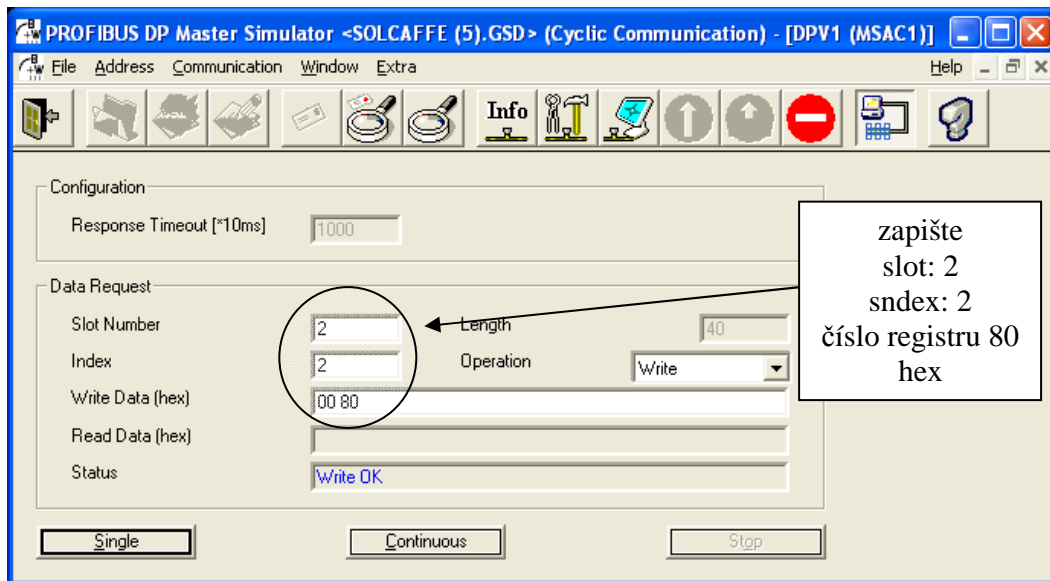 PROFIBUS DP Master Simulator <SOLCAFFE (5).GSD> (Cyclic Communication) - [DPV1 (MSAC1)]
File Address Communication Window Extra Help
Info
Configuration
Response Timeout [*10ms] 1000
Data Request
Slot Number 2 Length 40
Index 2 Operation Write
Write Data (hex) 00 80
Read Data (hex)
Status Write OK
Single Continuous Stop
zapište
slot: 2
sndex: 2
číslo registru 80
hex